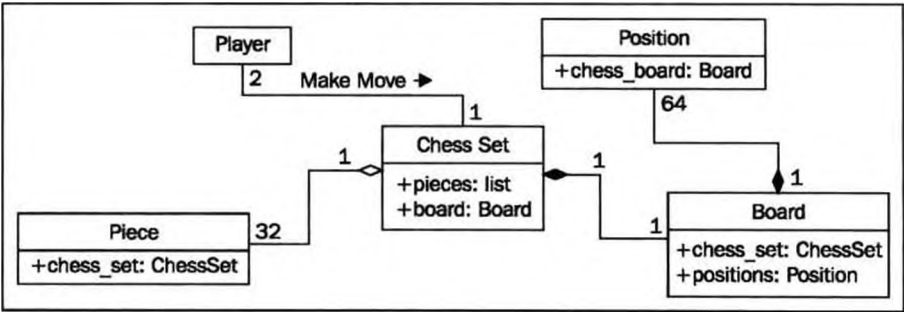 Player
2
Make Move →
1
Position
+chess_board: Board
64
1
Chess Set
+pieces: list
+board: Board
1
1
1
Board
+chess_set: ChessSet
+positions: Position
Piece
+chess_set: ChessSet
32